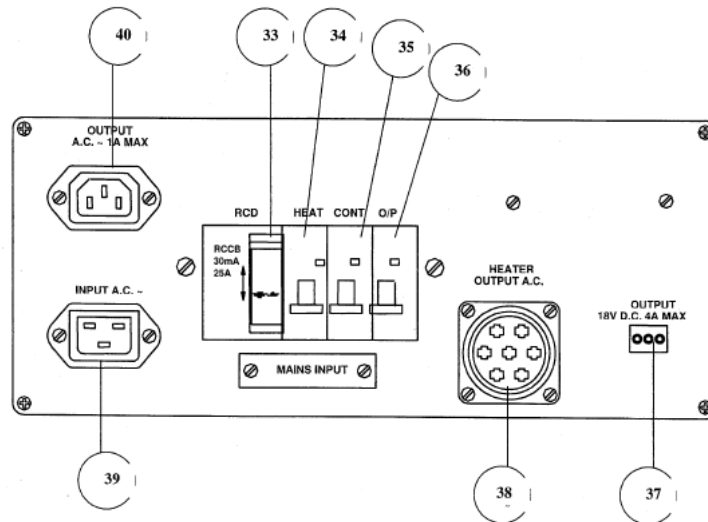 40
33
34
35
36
OUTPUT
A.C. ~ 1A MAX
RCD HEAT CONT O/P
RCCB
30mA
25A
INPUT A.C. ~
HEATER
OUTPUT A.C.
OUTPUT
18V D.C. 4A MAX
MAINS INPUT
39
38
37